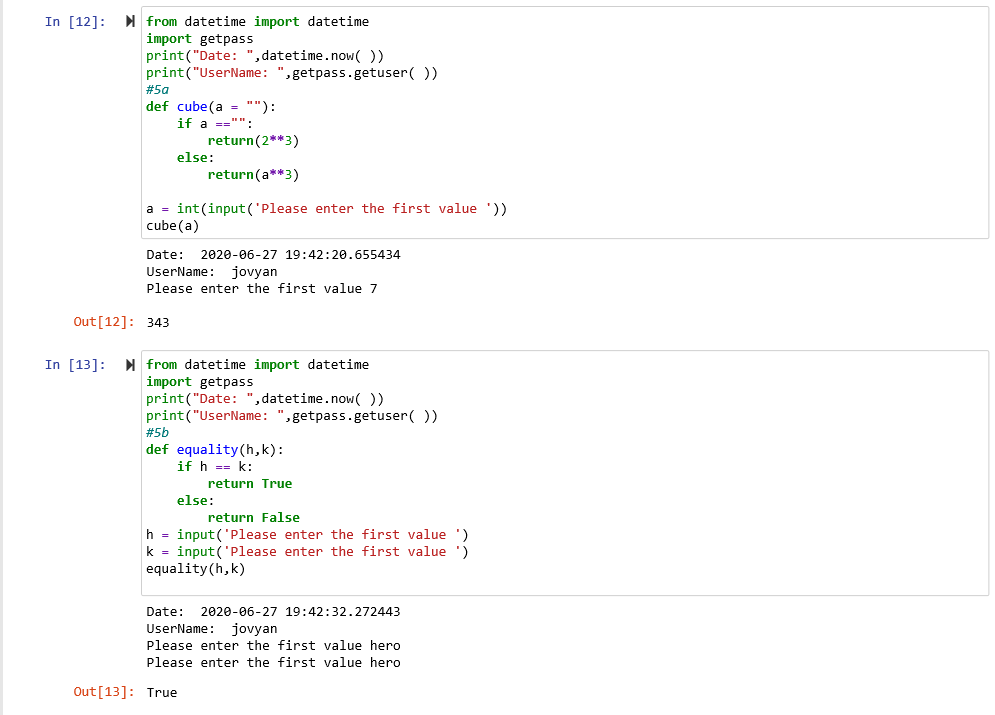 In [12]:
from datetime import datetime
import getpass
print("Date: ",datetime.now( ))
print("UserName: ",getpass.getuser( ))
#5a
def cube(a = ""):
    if a =="":
        return(2**3)
    else:
        return(a**3)

a = int(input('Please enter the first value '))
cube(a)
Date:  2020-06-27 19:42:20.655434
UserName:  jovyan
Please enter the first value 7
Out[12]: 343
In [13]:
from datetime import datetime
import getpass
print("Date: ",datetime.now( ))
print("UserName: ",getpass.getuser( ))
#5b
def equality(h,k):
    if h == k:
        return True
    else:
        return False
h = input('Please enter the first value ')
k = input('Please enter the first value ')
equality(h,k)
Date:  2020-06-27 19:42:32.272443
UserName:  jovyan
Please enter the first value hero
Please enter the first value hero
Out[13]: True